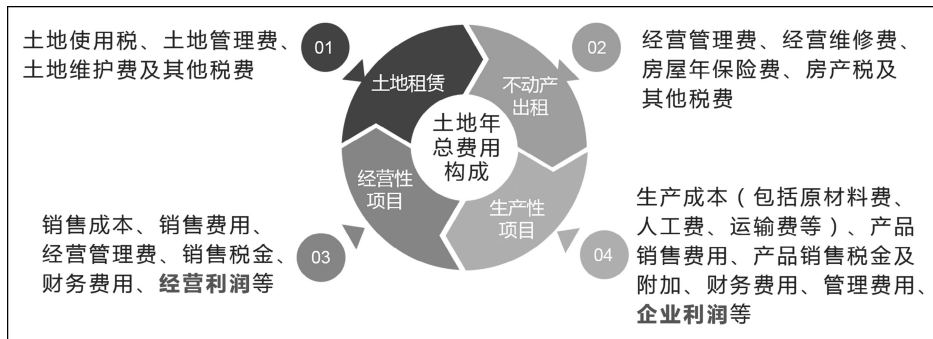 01
土地使用税、土地管理费、
土地维护费及其他税费
02
经营管理费、经营维修费、
房屋年保险费、房产税及
其他税费
土地租赁
不动产
出租
土地年
总费用
构成
经营性
项目
生产性
项目
03
销售成本、销售费用、
经营管理费、销售税金、
财务费用、经营利润等
04
生产成本（包括原材料费、
人工费、运输费等）、产品
销售费用、产品销售税金及
附加、财务费用、管理费用、
企业利润等